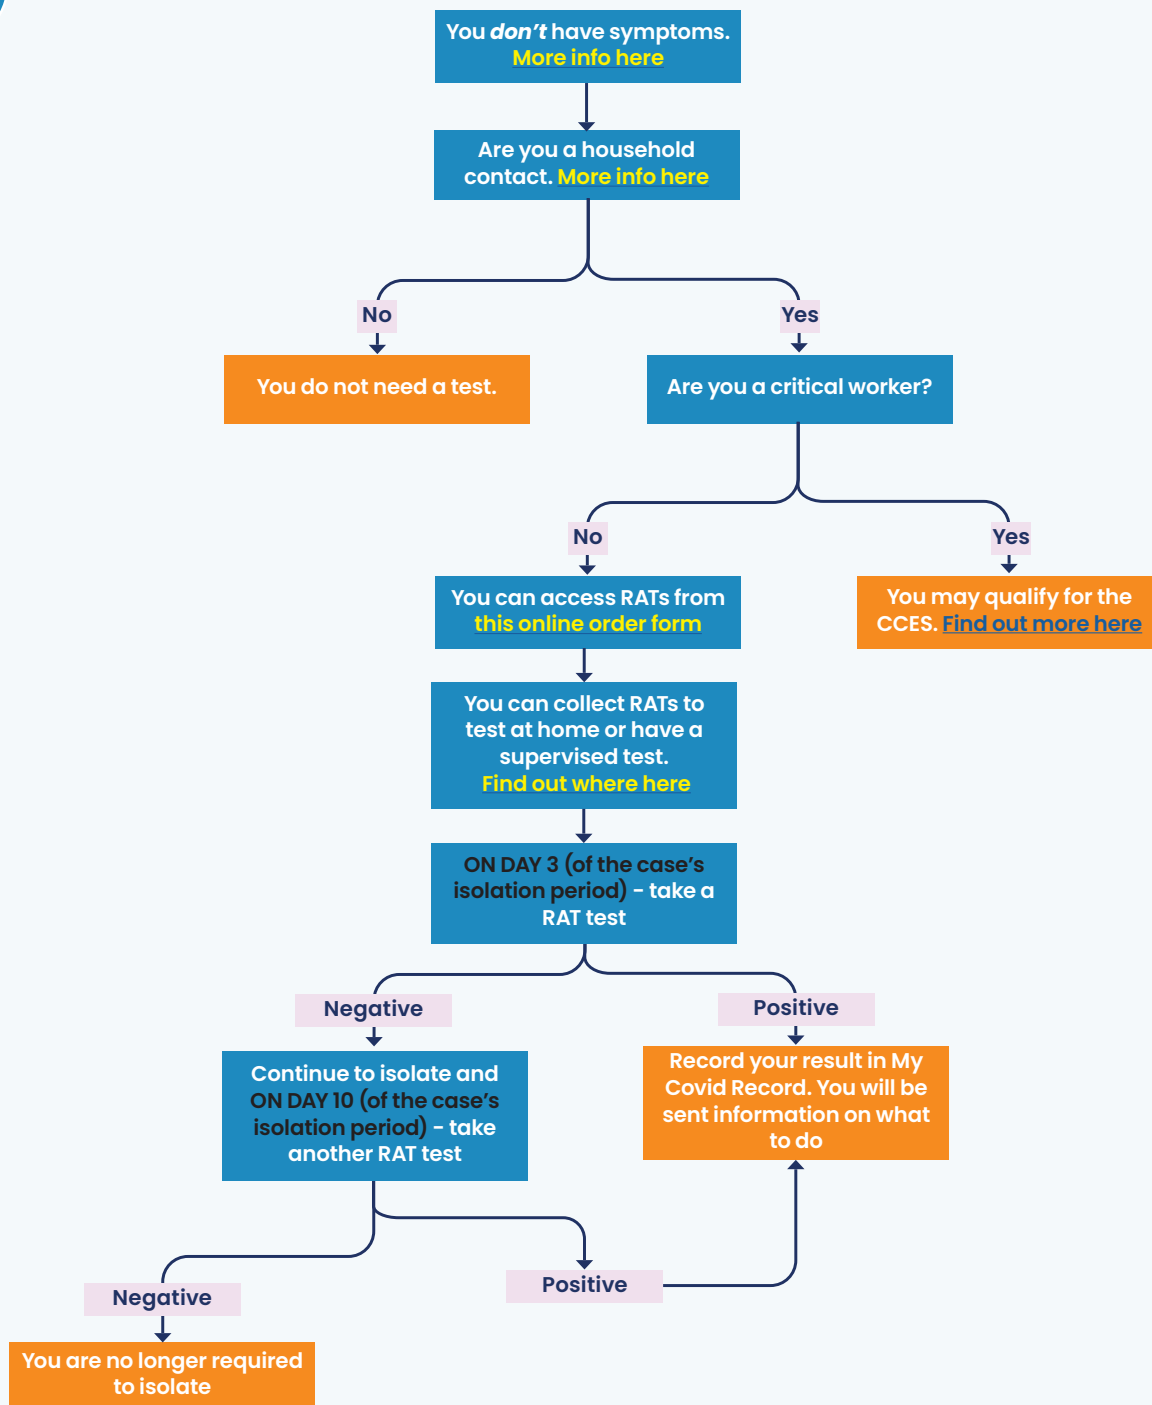 You don't have symptoms.
More info here
Are you a household
contact. More info here
No
Yes
You do not need a test.
Are you a critical worker?
No
Yes
You can access RATs from
this online order form
You may qualify for the
CCES. Find out more here
You can collect RATs to
test at home or have a
supervised test.
Find out where here
ON DAY 3 (of the case's
isolation period) - take a
RAT test
Negative
Positive
Continue to isolate and
ON DAY 10 (of the case's
isolation period) - take
another RAT test
Record your result in My
Covid Record. You will be
sent information on what
to do
Negative
Positive
You are no longer required
to isolate